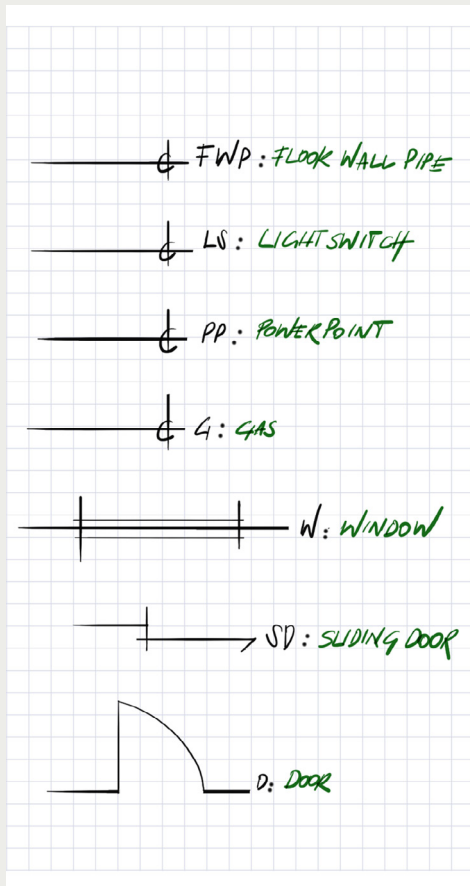 FWP: FLOOR WALL PIPE
LS: LIGHTSWITCH
PP: POWERPOINT
G: GAS
W: WINDOW
SD: SLIDING DOOR
D: DOOR